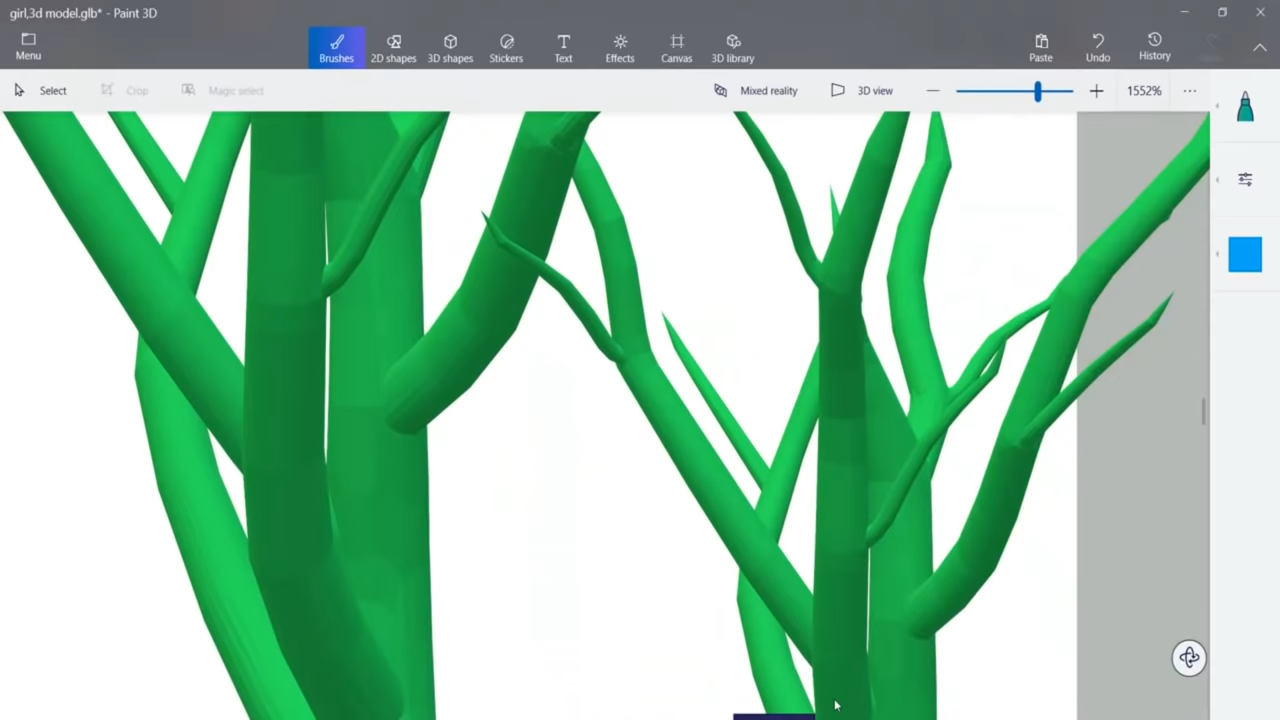 girl,3d model.glb* - Paint 3D
Menu
Brushes
2D shapes
3D shapes
Stickers
Text
Effects
Canvas
3D library
Paste
Undo
History
Select
Crop
Magic select
Mixed reality
3D view
1552%